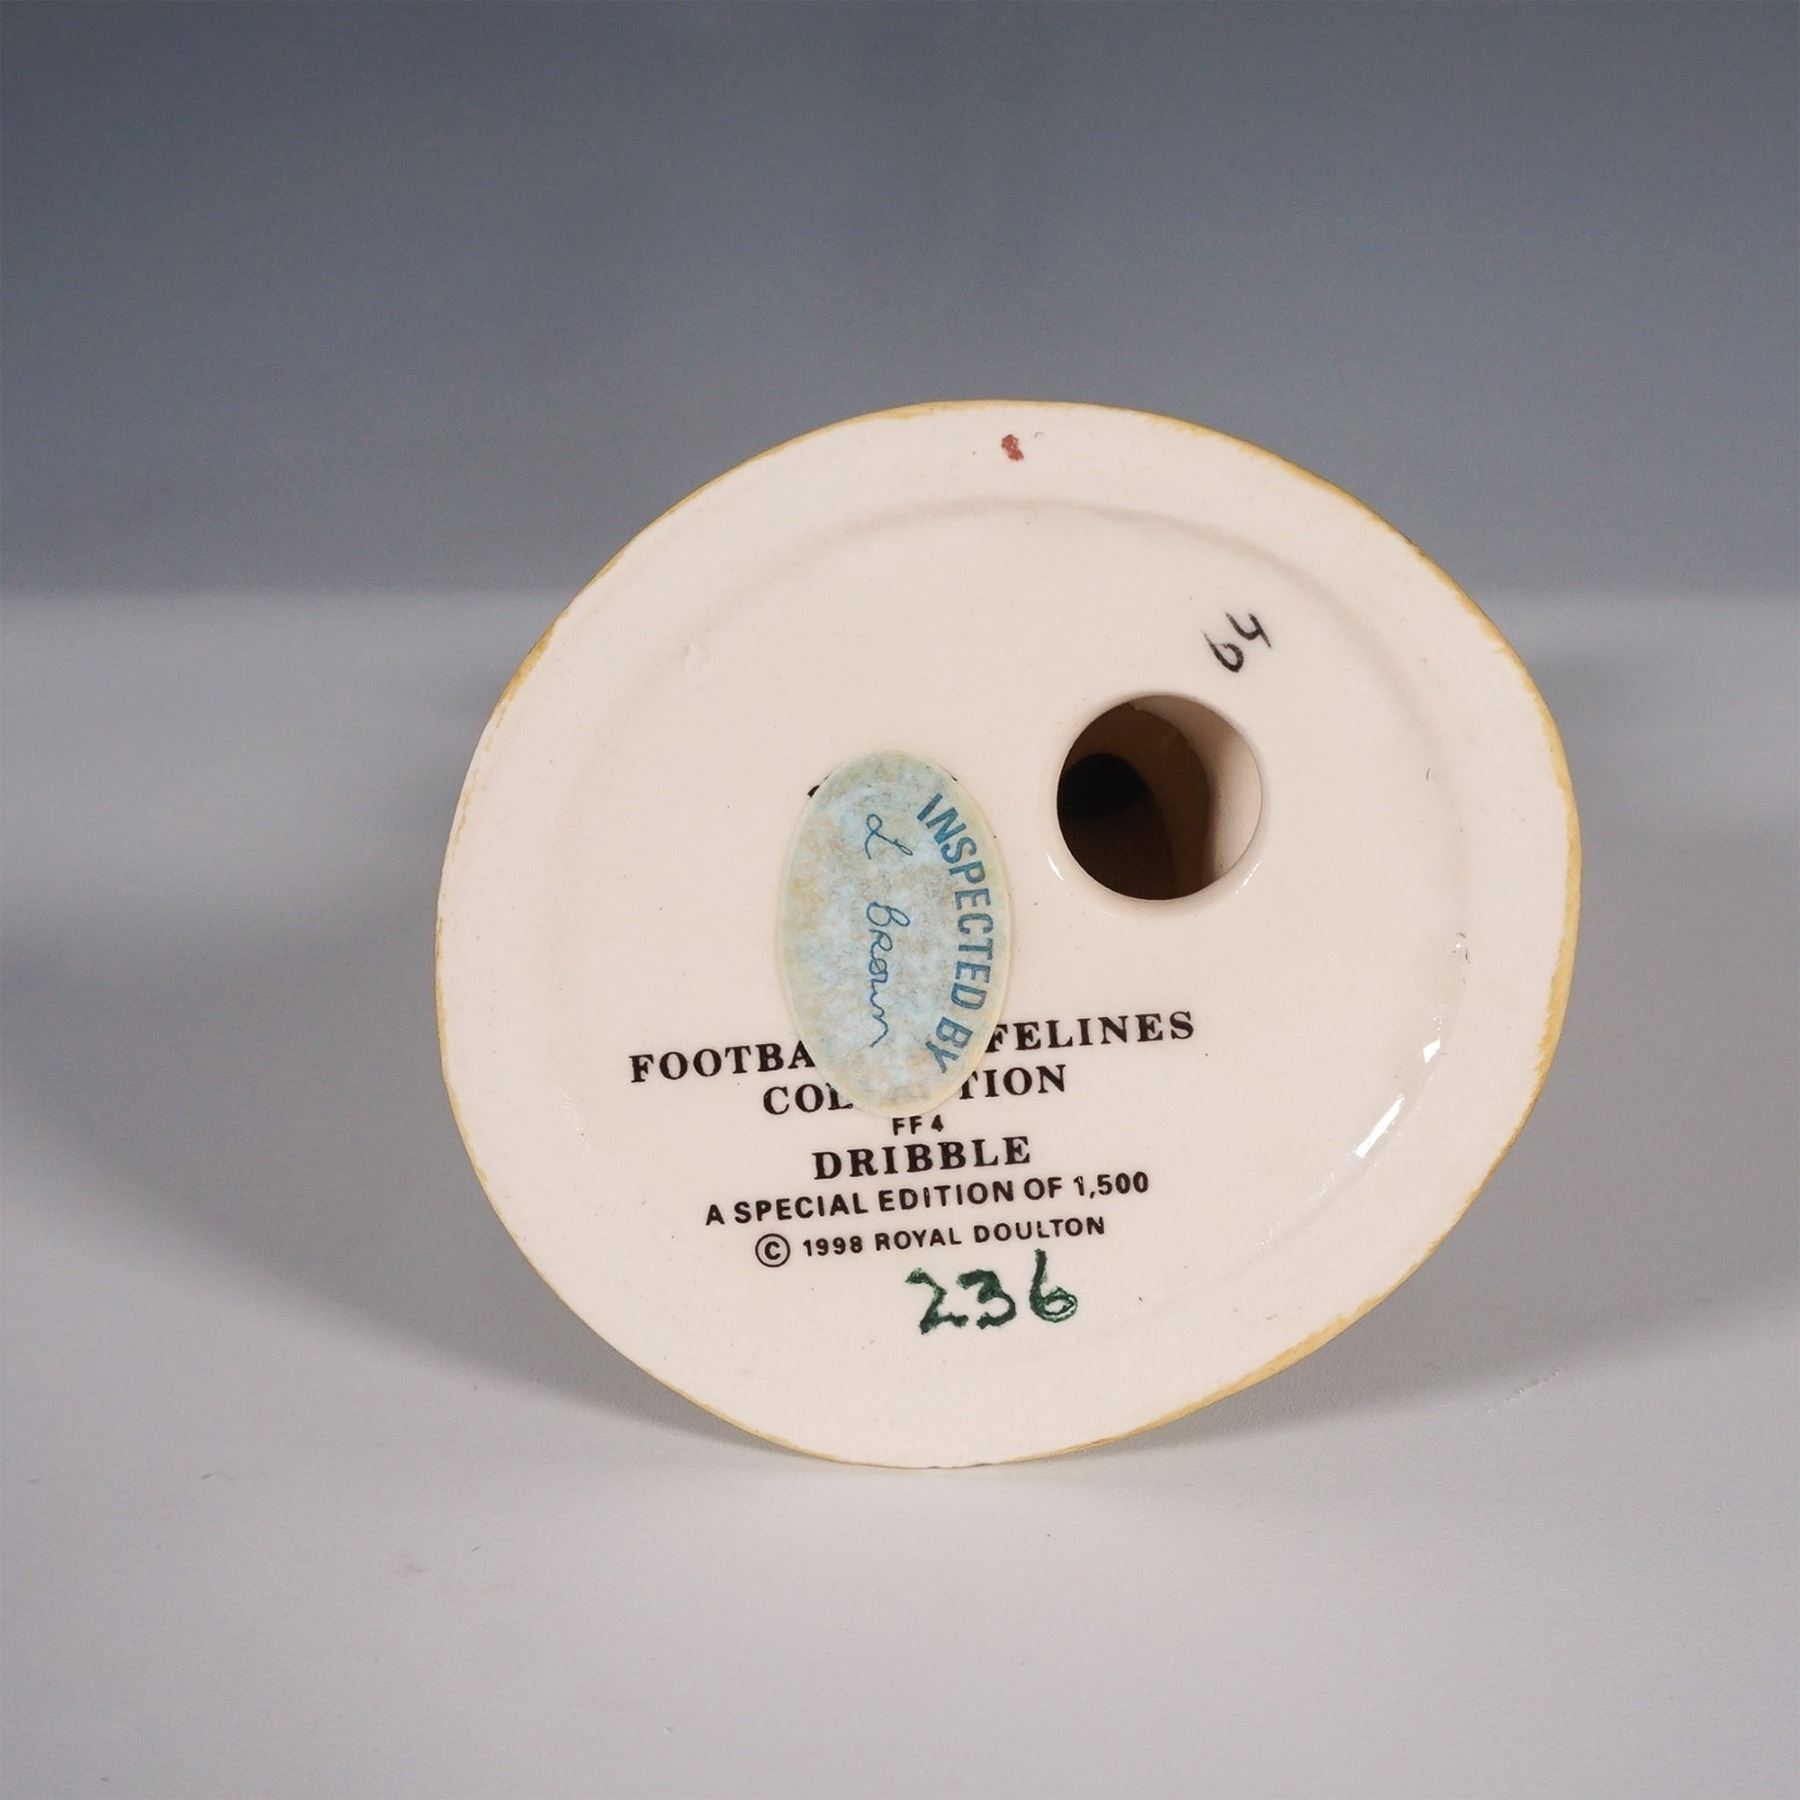 64
INSPECTED BY
L Brown
FOOTBA FELINES
COL TION
FF4
DRIBBLE
A SPECIAL EDITION OF 1,500
© 1998 ROYAL DOULTON
236